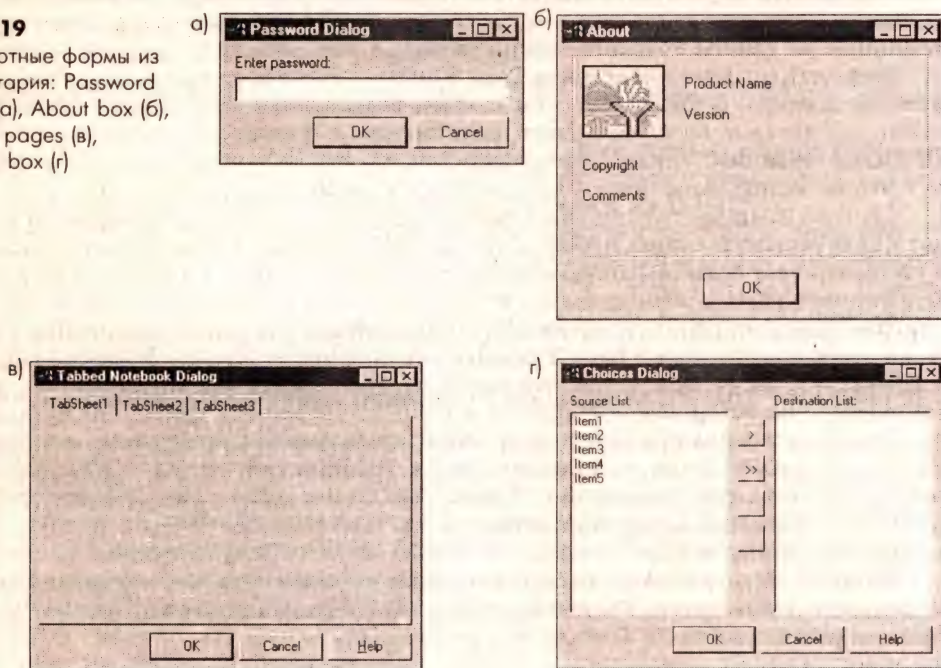 19
отные формы из
гария: Password
а), About box (б),
pages (в),
box (г)
а)
Password Dialog
Enter password:
OK Cancel
б)
About
Product Name
Version
Copyright
Comments
OK
в)
Tabbed Notebook Dialog
TabSheet1 TabSheet2 TabSheet3
OK Cancel Help
г)
Choices Dialog
Source List: Destination List:
Item1
Item2
Item3
Item4
Item5
>
>>
OK Cancel Help